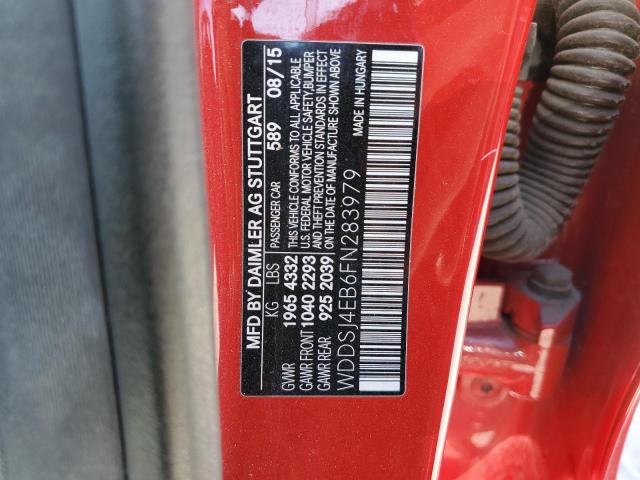 MFD BY DAIMLER AG STUTTGART
KG LBS PASSENGER CAR 589 08/15
GVWR 1965 4332 THIS VEHICLE CONFORMS TO ALL APPLICABLE
GAWR FRONT 1040 2293 U.S. FEDERAL MOTOR VEHICLE SAFETY,BUMPER
GAWR REAR 925 2039 AND THEFT PREVENTION STANDARDS IN EFFECT
ON THE DATE OF MANUFACTURE SHOWN ABOVE
WDDSJ4EB6FN283979
MADE IN HUNGARY